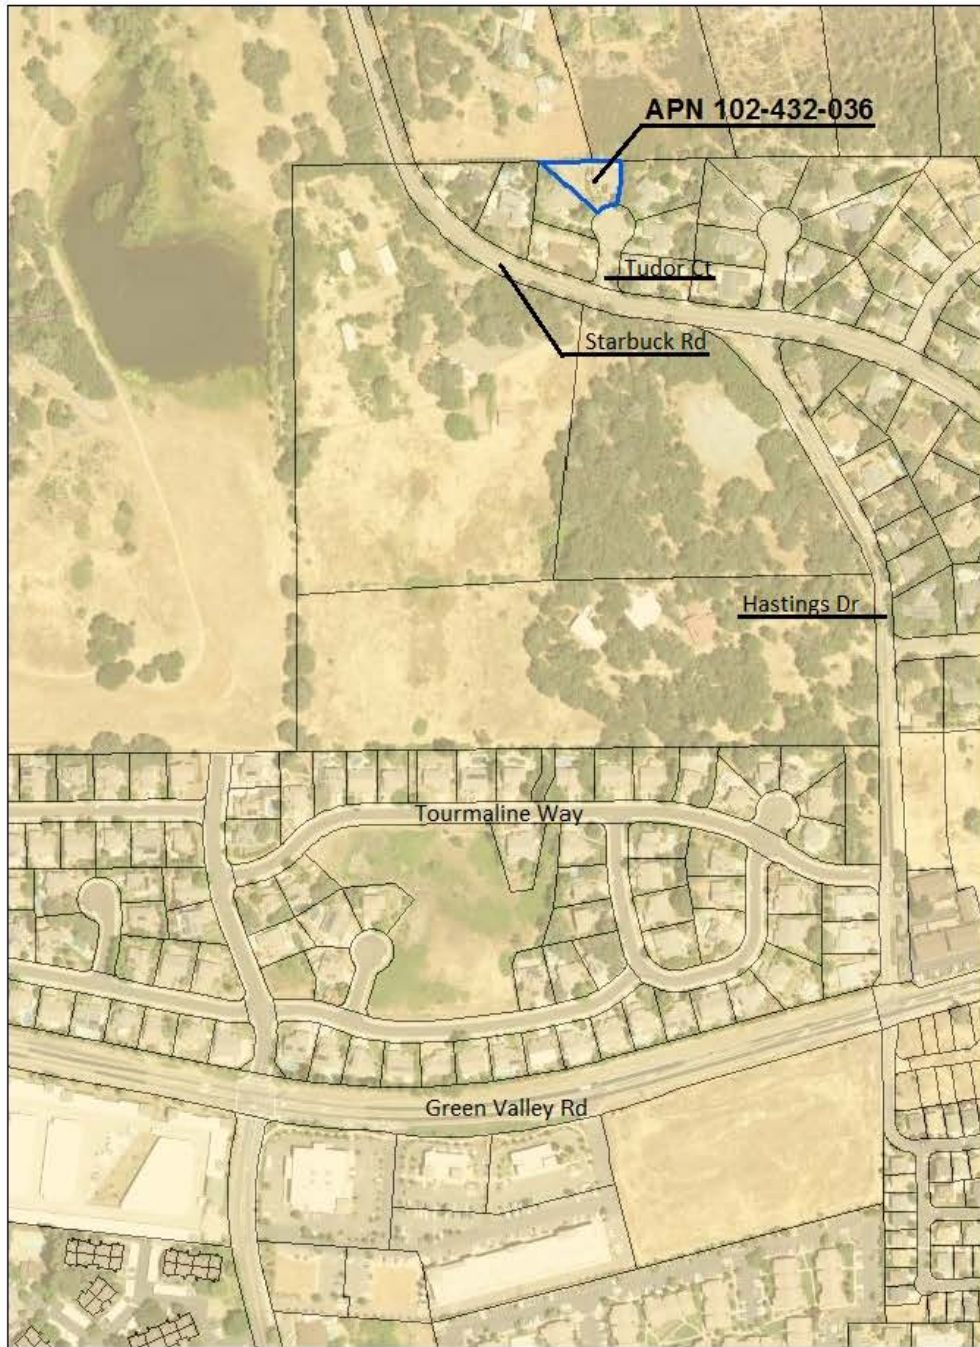 APN 102-432-036
Tudor Ct
Starbuck Rd
Hastings Dr
Tourmaline Way
Green Valley Rd